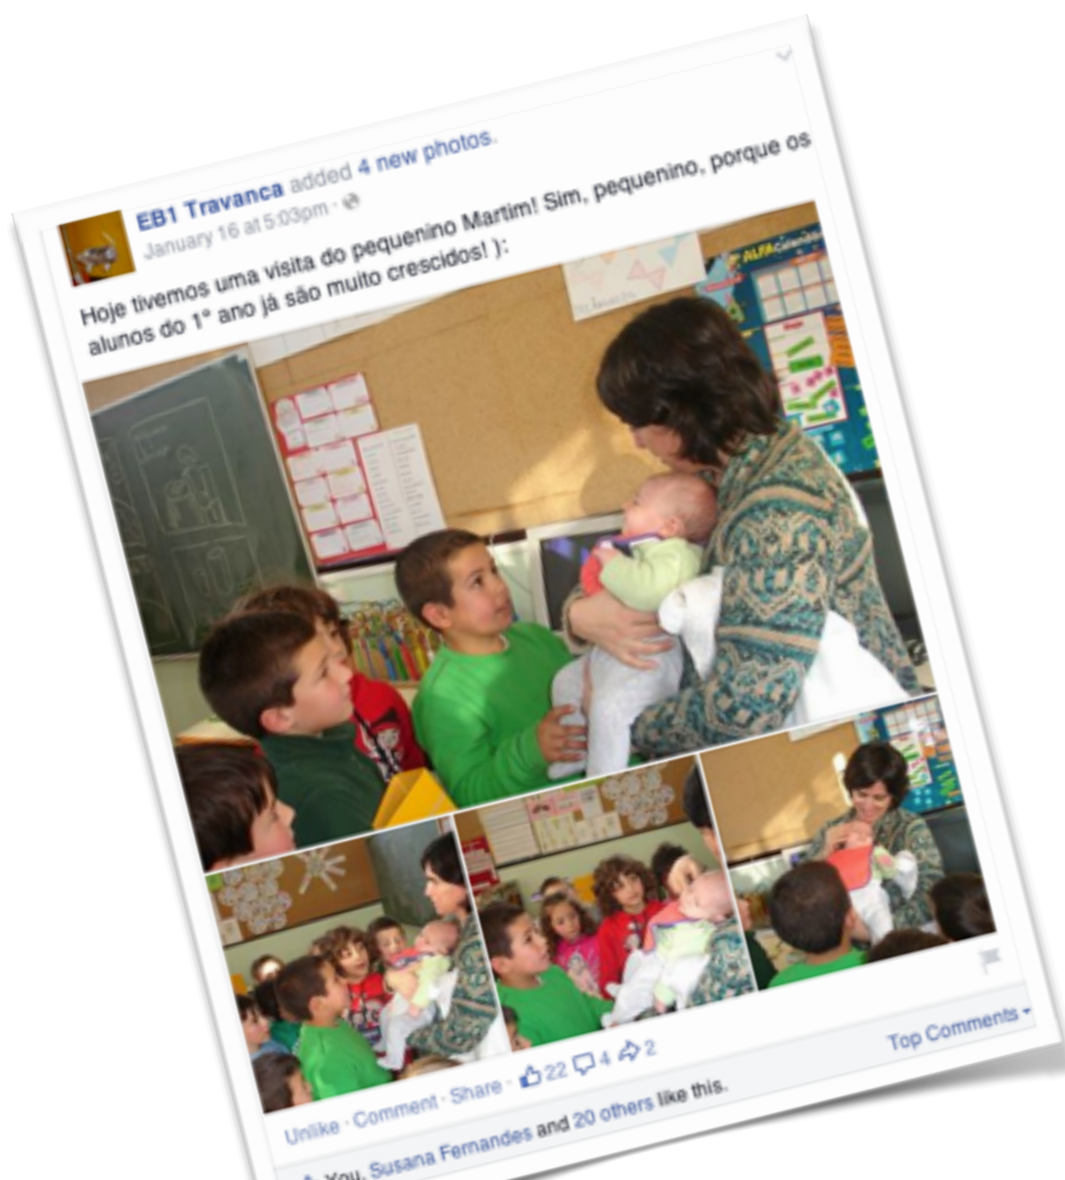 EB1 Travanca added 4 new photos.
January 16 at 5:03pm ·
Hoje tivemos uma visita do pequenino Martim! Sim, pequenino, porque os
alunos do 1º ano já são muito crescidos! ):
ALFA
Unlike · Comment · Share · 22 4 2
Top Comments
You, Susana Fernandes and 20 others like this.